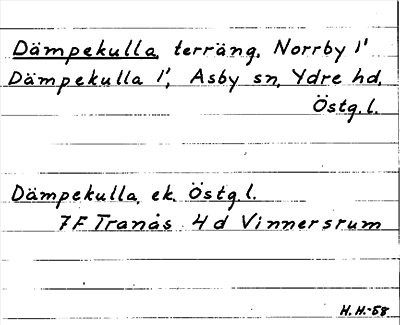 Dämpekulla, terräng, Norrby 1'
Dämpekulla 1', Asby sn, Ydre hd,
Östg.l.
Dämpekulla, ek. Östg.l.
7F Tranås 4d Vinnersrum
H.H.-58